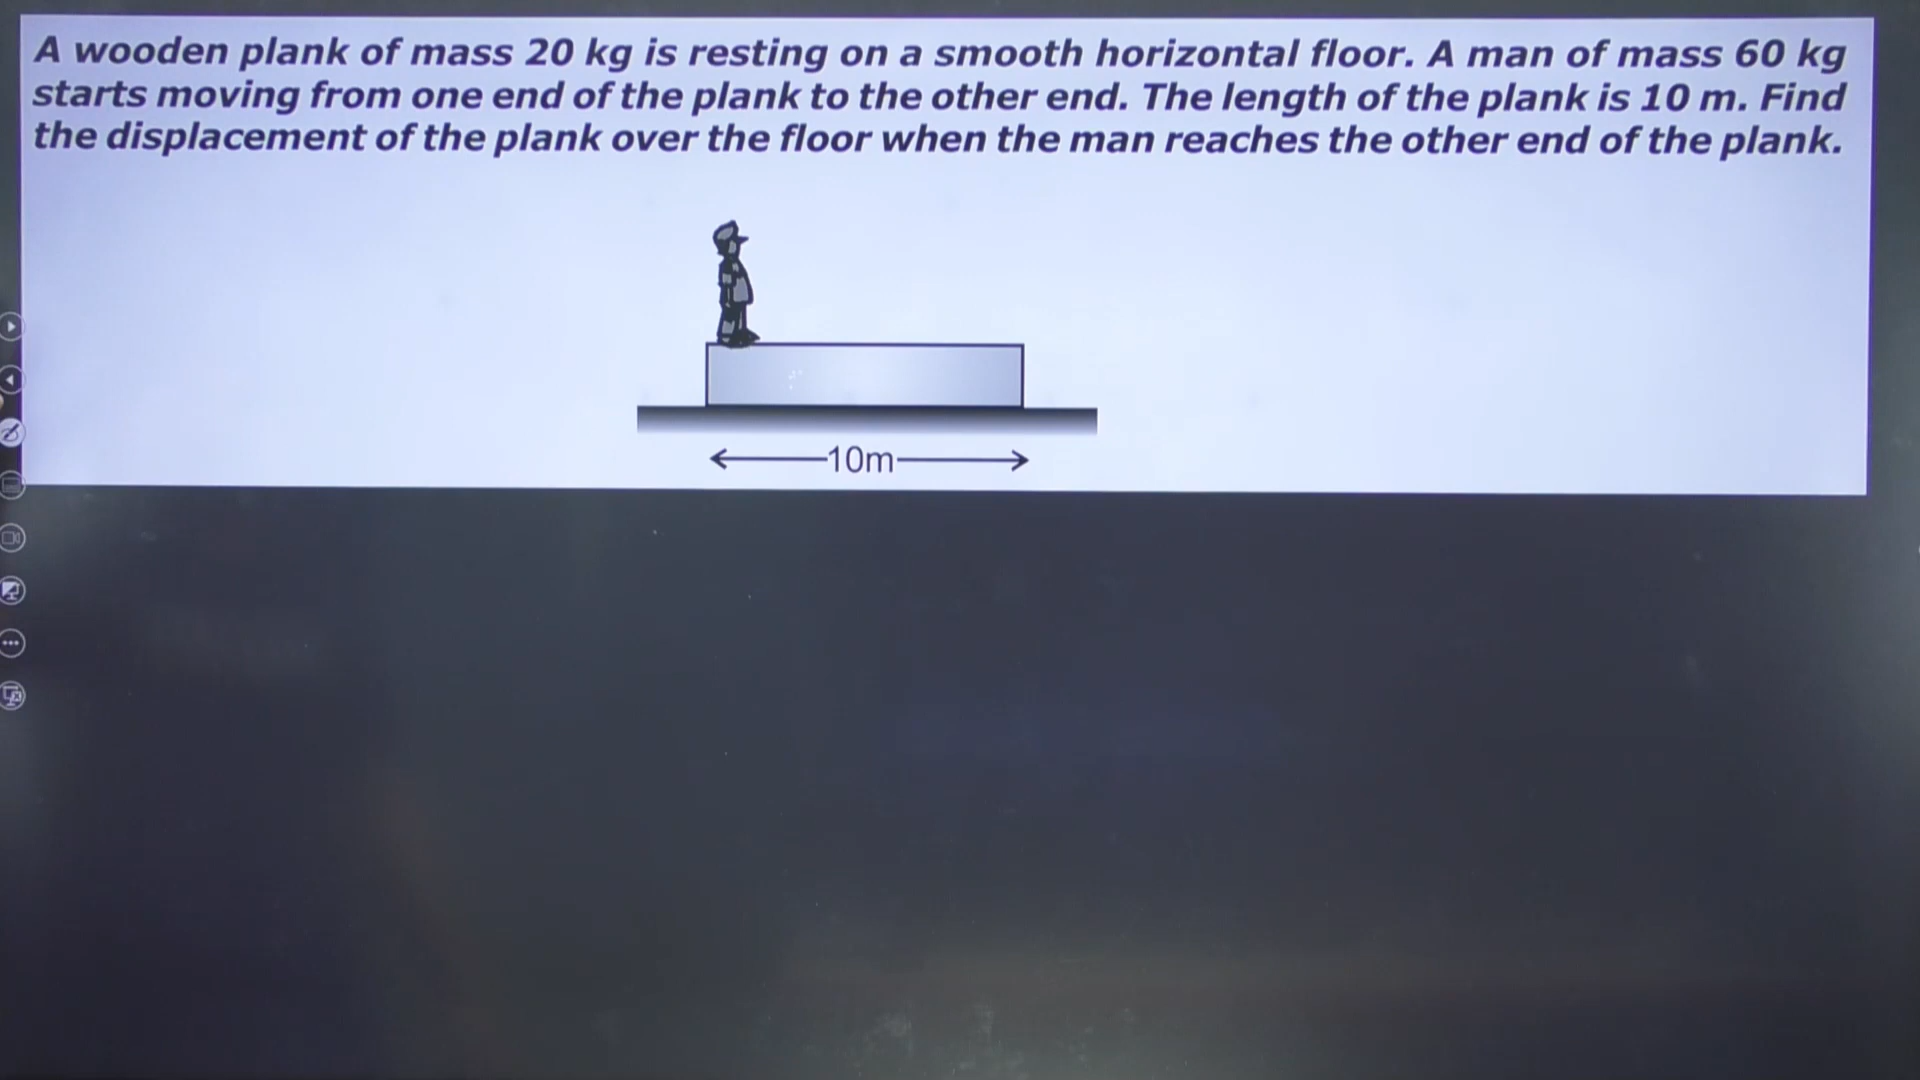 A wooden plank of mass 20 kg is resting on a smooth horizontal floor. A man of mass 60 kg
starts moving from one end of the plank to the other end. The length of the plank is 10 m. Find
the displacement of the plank over the floor when the man reaches the other end of the plank.
10m